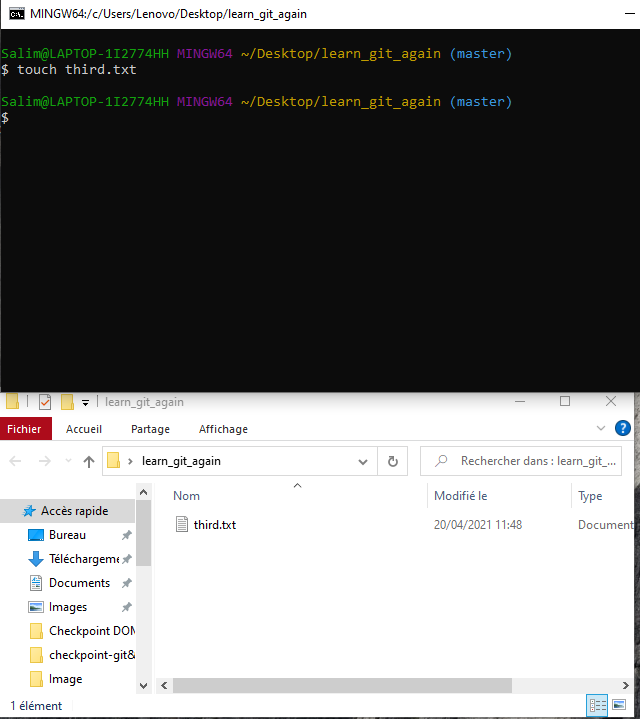 MINGW64:/c/Users/Lenovo/Desktop/learn_git_again
Salim@LAPTOP-1I2774HH MINGW64 ~/Desktop/learn_git_again (master)
$ touch third.txt
Salim@LAPTOP-1I2774HH MINGW64 ~/Desktop/learn_git_again (master)
$
learn_git_again
Fichier Accueil Partage Affichage
learn_git_again Rechercher dans : learn_git_...
Nom Modifié le Type
Accès rapide
third.txt 20/04/2021 11:48 Document
Bureau
Téléchargeme
Documents
Images
Checkpoint DOM
checkpoint-git&
Image
1 élément